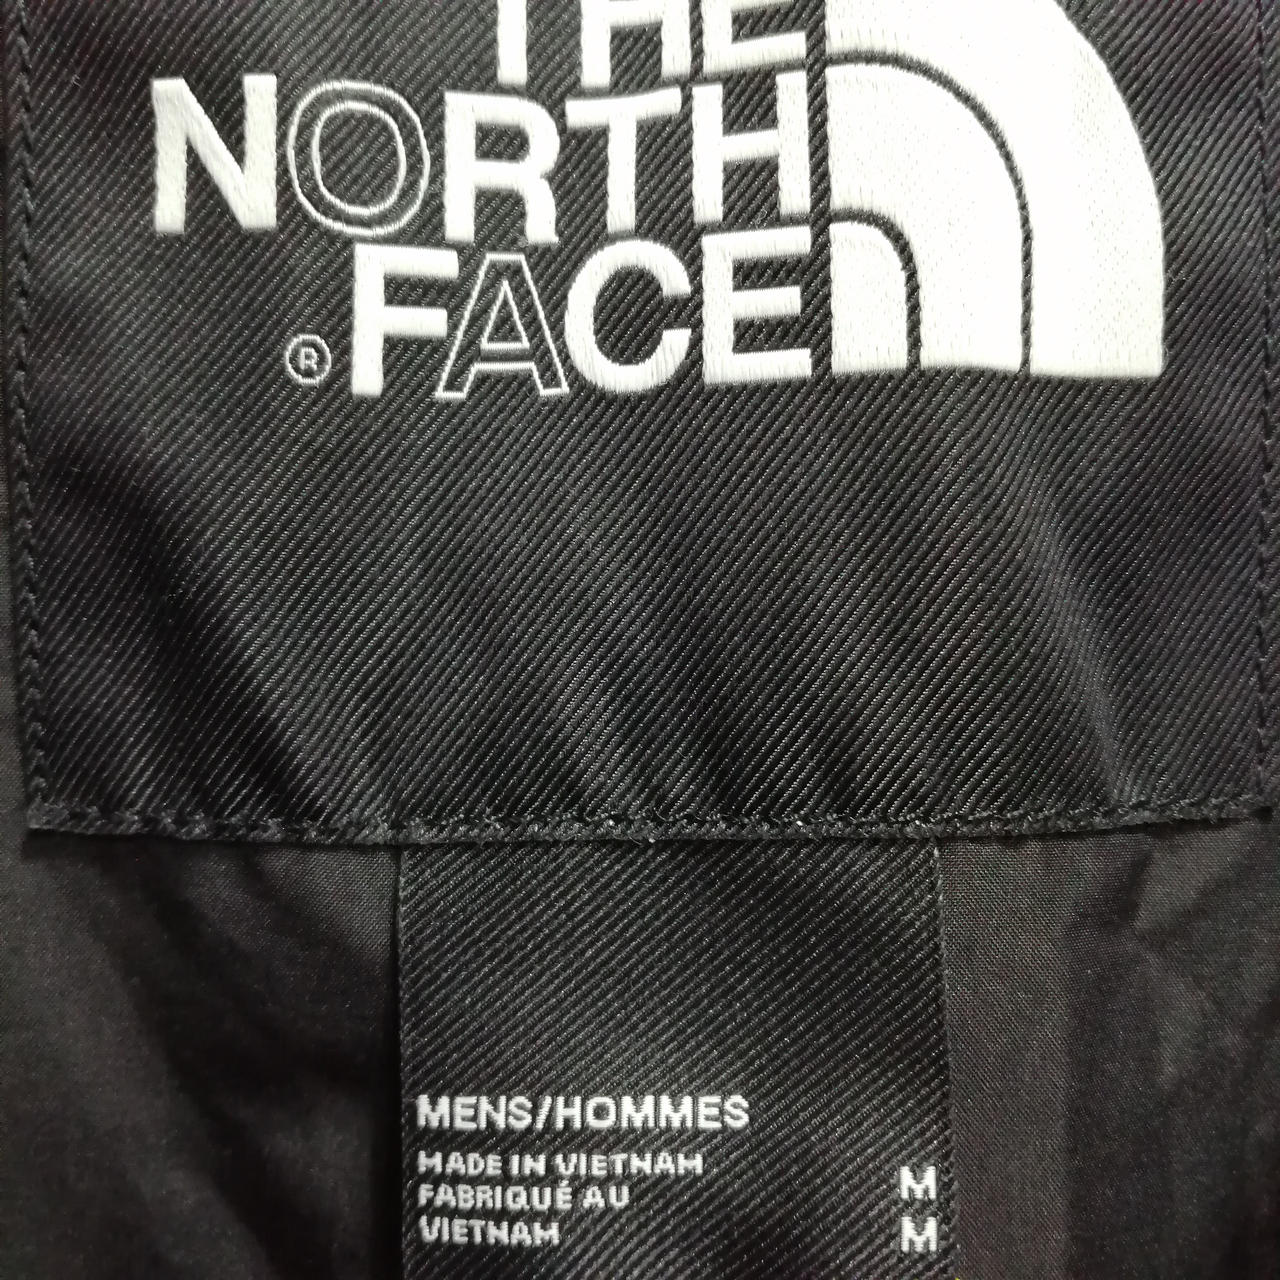 THE
NORTH
FACE
®
MENS/HOMMES
MADE IN VIETNAM
FABRIQUÉ AU
VIETNAM
M
M